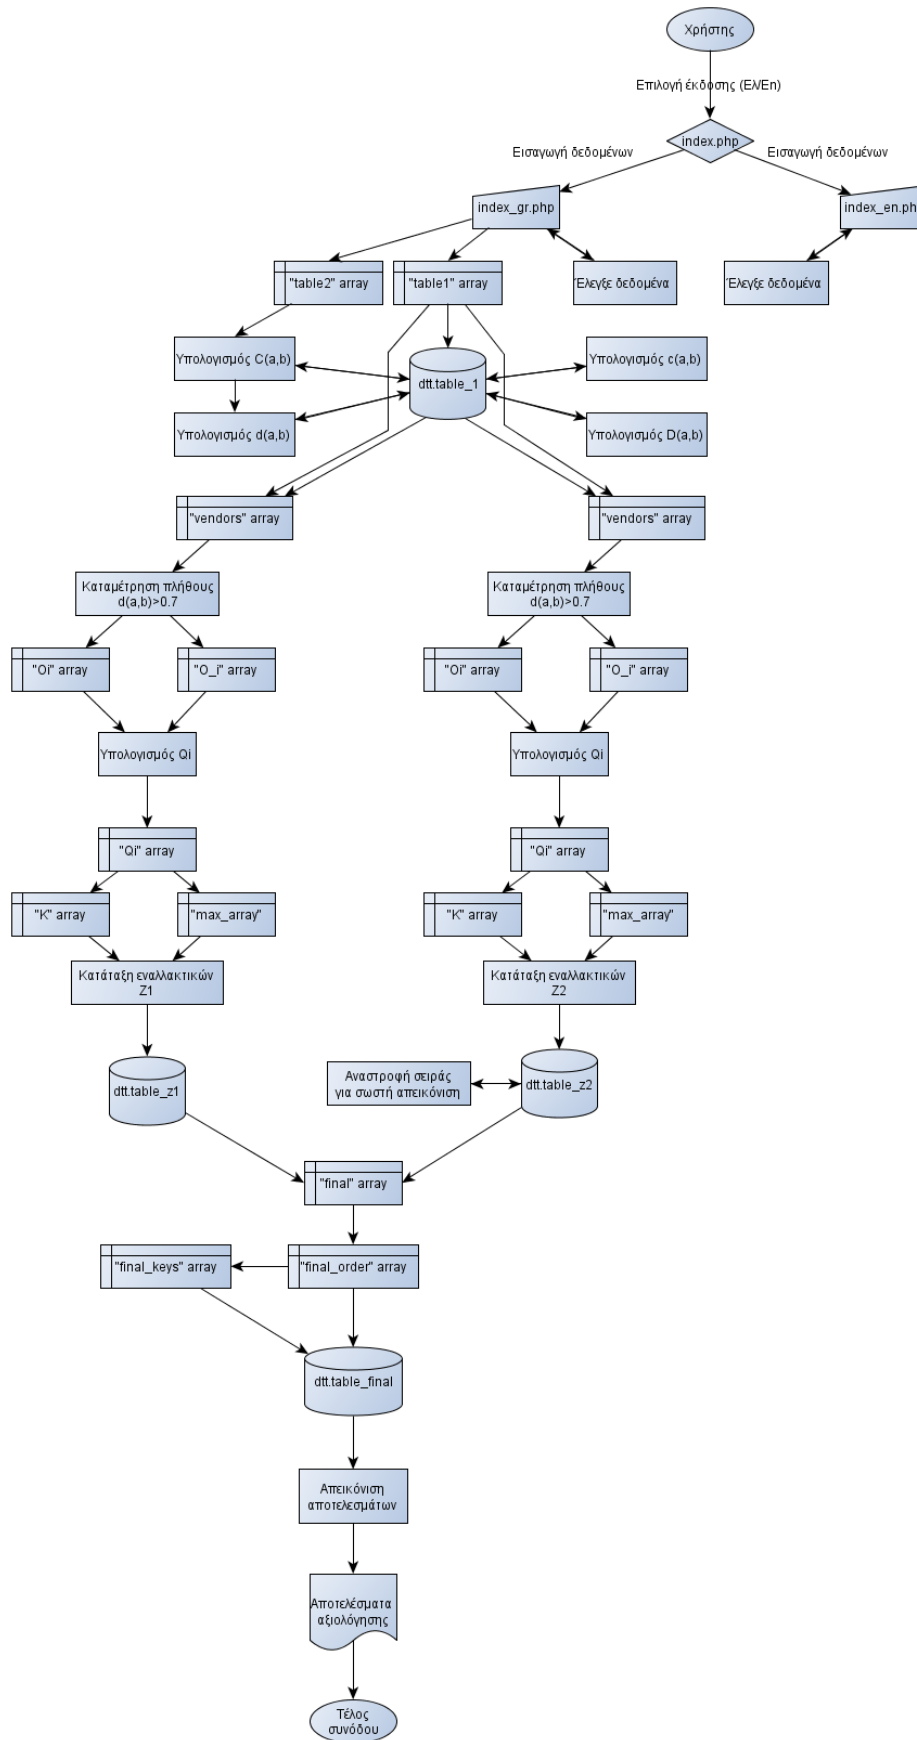 Χρήστης
Επιλογή έκδοσης (Ελ/En)
index.php
Εισαγωγή δεδομένων
Εισαγωγή δεδομένων
index_gr.php
index_en.ph
"table2" array
"table1" array
Έλεγξε δεδομένα
Έλεγξε δεδομένα
Υπολογισμός C(a,b)
dtt.table_1
Υπολογισμός c(a,b)
Υπολογισμός d(a,b)
Υπολογισμός D(a,b)
"vendors" array
"vendors" array
Καταμέτρηση πλήθους
d(a,b)>0.7
Καταμέτρηση πλήθους
d(a,b)>0.7
"Oi" array
"O_i" array
"Oi" array
"O_i" array
Υπολογισμός Qi
Υπολογισμός Qi
"Qi" array
"Qi" array
"K" array
"max_array"
"K" array
"max_array"
Κατάταξη εναλλακτικών
Z1
Κατάταξη εναλλακτικών
Z2
dtt.table_z1
Αναστροφή σειράς
για σωστή απεικόνιση
dtt.table_z2
"final" array
"final_keys" array
"final_order" array
dtt.table_final
Απεικόνιση
αποτελεσμάτων
Αποτελέσματα
αξιολόγησης
Τέλος
συνόδου